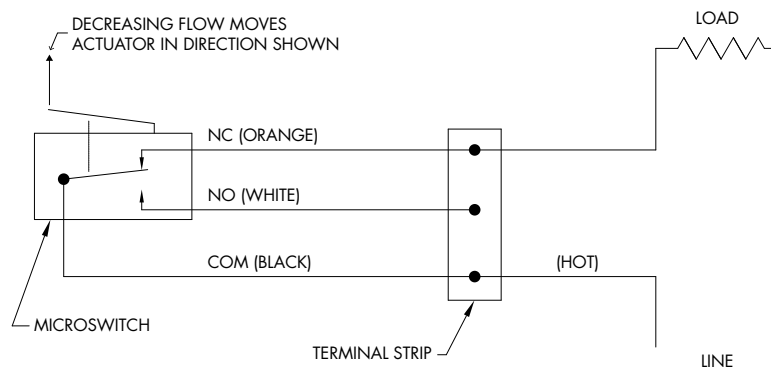 DECREASING FLOW MOVES
ACTUATOR IN DIRECTION SHOWN
LOAD
NC (ORANGE)
NO (WHITE)
COM (BLACK)
(HOT)
MICROSWITCH
TERMINAL STRIP
LINE